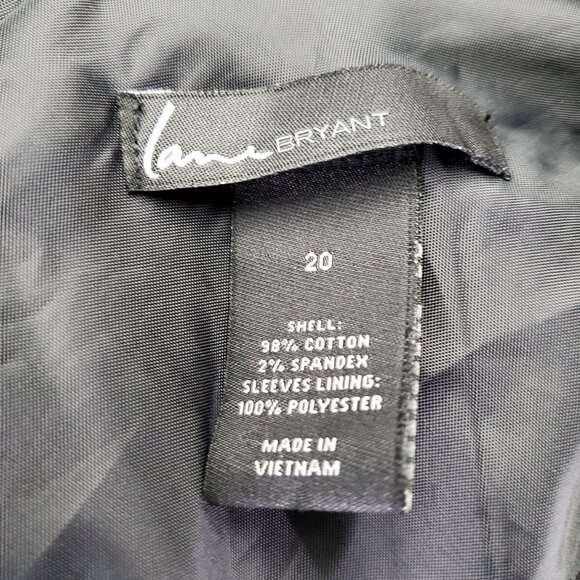 Lane BRYANT
20
SHELL:
98% COTTON
2% SPANDEX
SLEEVES LINING:
100% POLYESTER
MADE IN
VIETNAM